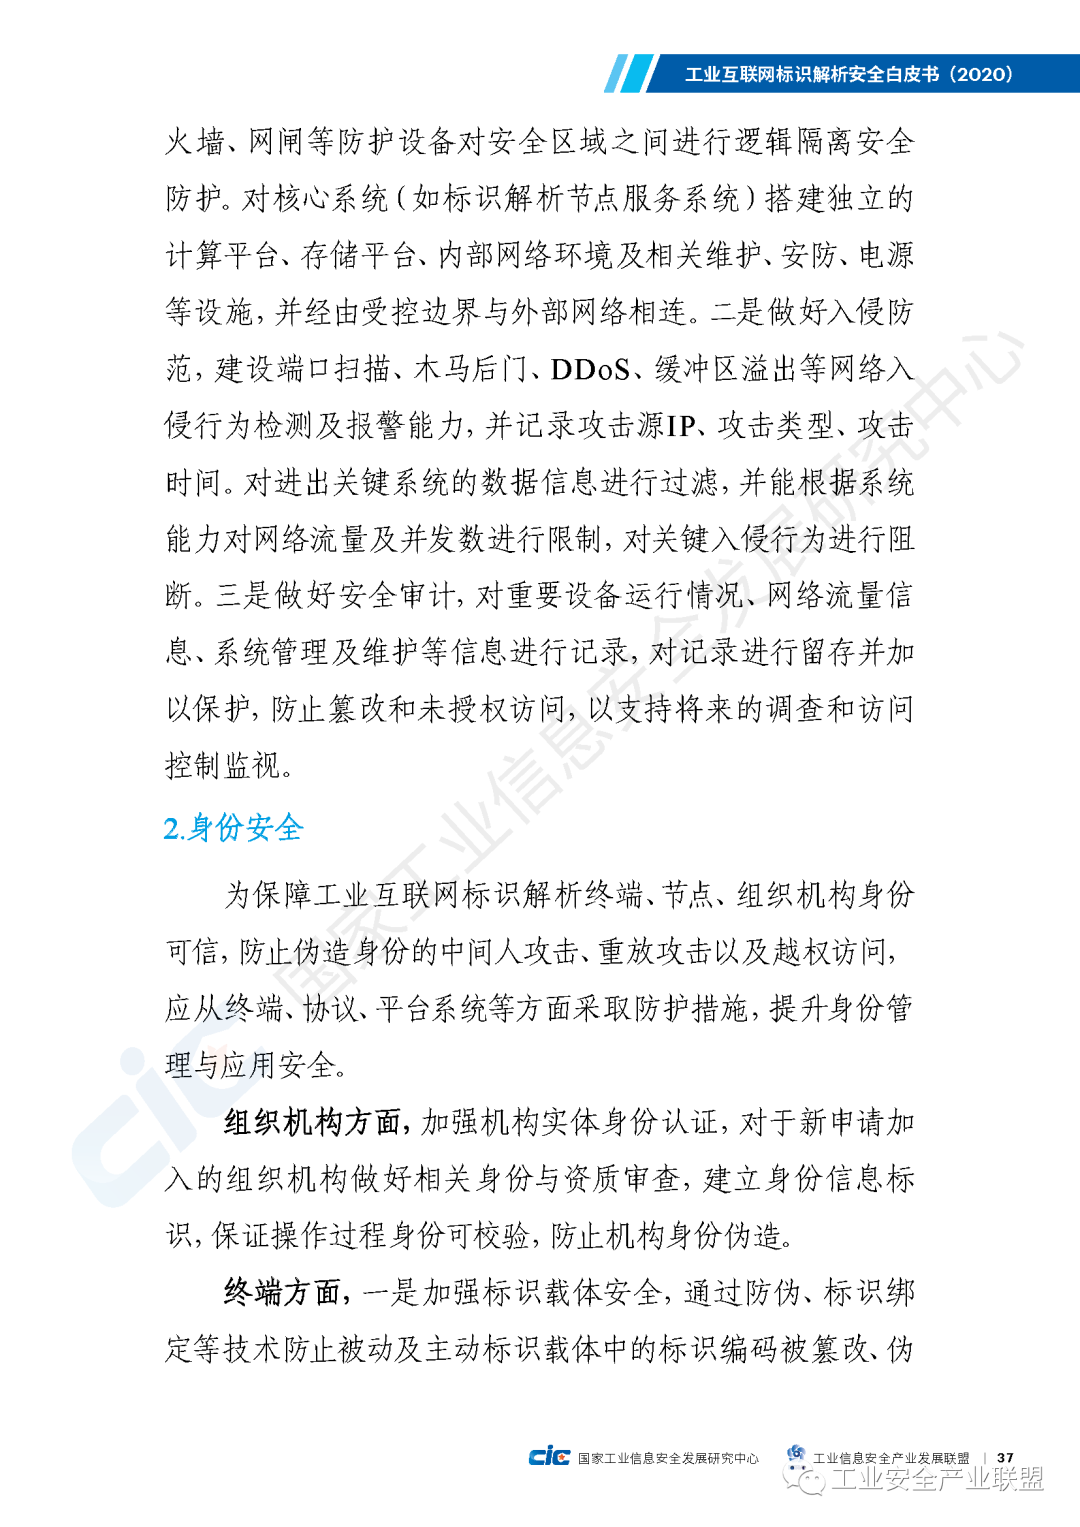 工业互联网标识解析安全白皮书（2020）
火墙、网闸等防护设备对安全区域之间进行逻辑隔离安全
防护。对核心系统（如标识解析节点服务系统）搭建独立的
计算平台、存储平台、内部网络环境及相关维护、安防、电源
等设施，并经由受控边界与外部网络相连。二是做好入侵防
范，建设端口扫描、木马后门、DDoS、缓冲区溢出等网络入
侵行为检测及报警能力，并记录攻击源IP、攻击类型、攻击
时间。对进出关键系统的数据信息进行过滤，并能根据系统
能力对网络流量及并发数进行限制，对关键入侵行为进行阻
断。三是做好安全审计，对重要设备运行情况、网络流量信
息、系统管理及维护等信息进行记录，对记录进行留存并加
以保护，防止篡改和未授权访问，以支持将来的调查和访问
控制监视。
2.身份安全
为保障工业互联网标识解析终端、节点、组织机构身份
可信，防止伪造身份的中间人攻击、重放攻击以及越权访问，
应从终端、协议、平台系统等方面采取防护措施，提升身份管
理与应用安全。
组织机构方面，加强机构实体身份认证，对于新申请加
入的组织机构做好相关身份与资质审查，建立身份信息标
识，保证操作过程身份可校验，防止机构身份伪造。
终端方面，一是加强标识载体安全，通过防伪、标识绑
定等技术防止被动及主动标识载体中的标识编码被篡改、伪
CIC 国家工业信息安全发展研究中心
CIC 国家工业信息安全发展研究中心 工业信息安全产业发展联盟 | 37
工业安全产业联盟